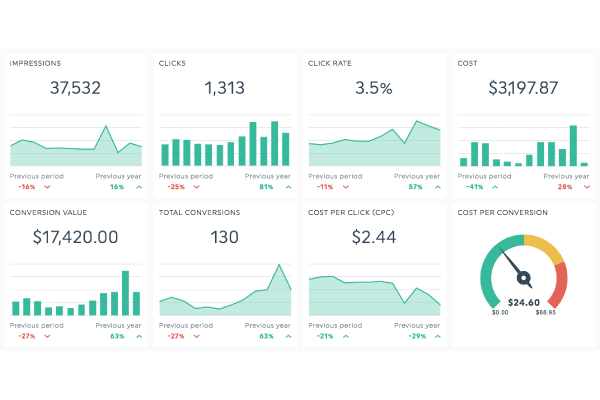 IMPRESSIONS
37,532
Previous period Previous year
-16% 16%
CLICKS
1,313
Previous period Previous year
-25% 81%
CLICK RATE
3.5%
Previous period Previous year
-11% 57%
COST
$3,197.87
Previous period Previous year
-41% 28%
CONVERSION VALUE
$17,420.00
Previous period Previous year
-27% 63%
TOTAL CONVERSIONS
130
Previous period Previous year
-27% 63%
COST PER CLICK (CPC)
$2.44
Previous period Previous year
-21% -29%
COST PER CONVERSION
$24.60
$0.00 $68.95